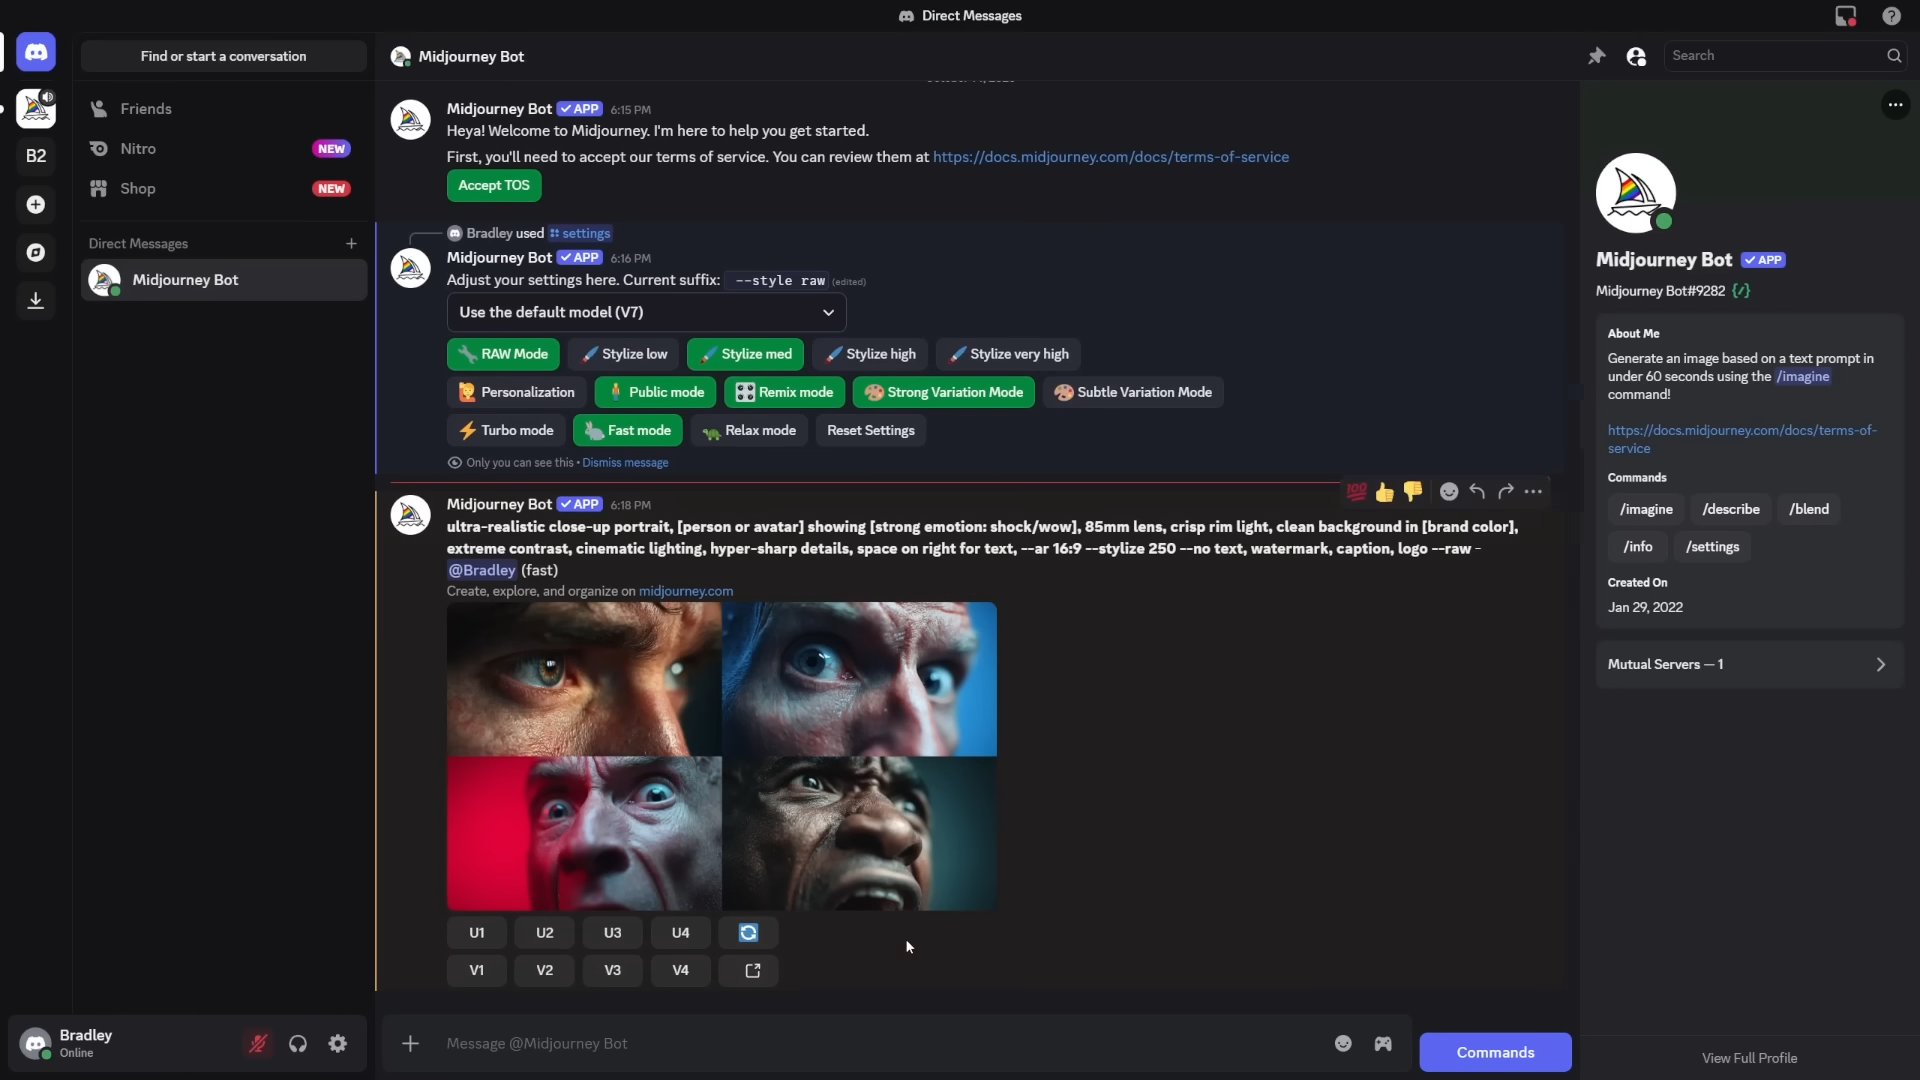 Direct Messages
Find or start a conversation
Midjourney Bot
Search
Friends
Nitro
NEW
Shop
NEW
B2
Direct Messages
Midjourney Bot
Midjourney Bot APP 6:15 PM
Heya! Welcome to Midjourney. I'm here to help you get started.
First, you'll need to accept our terms of service. You can review them at https://docs.midjourney.com/docs/terms-of-service
Accept TOS
Bradley used settings
Midjourney Bot APP 6:16 PM
Adjust your settings here. Current suffix: --style raw (edited)
Use the default model (V7)
RAW Mode Stylize low Stylize med Stylize high Stylize very high
Personalization Public mode Remix mode Strong Variation Mode Subtle Variation Mode
Turbo mode Fast mode Relax mode Reset Settings
Only you can see this • Dismiss message
Midjourney Bot APP 6:18 PM
ultra-realistic close-up portrait, [person or avatar] showing [strong emotion: shock/wow], 85mm lens, crisp rim light, clean background in [brand color],
extreme contrast, cinematic lighting, hyper-sharp details, space on right for text, --ar 16:9 --stylize 250 --no text, watermark, caption, logo --raw -
@Bradley (fast)
Create, explore, and organize on midjourney.com
U1 U2 U3 U4
V1 V2 V3 V4
Bradley
Online
Message @Midjourney Bot
Commands
Midjourney Bot APP
Midjourney Bot#9282
About Me
Generate an image based on a text prompt in
under 60 seconds using the /imagine
command!
https://docs.midjourney.com/docs/terms-of-
service
Commands
/imagine /describe /blend
/info /settings
Created On
Jan 29, 2022
Mutual Servers — 1
View Full Profile